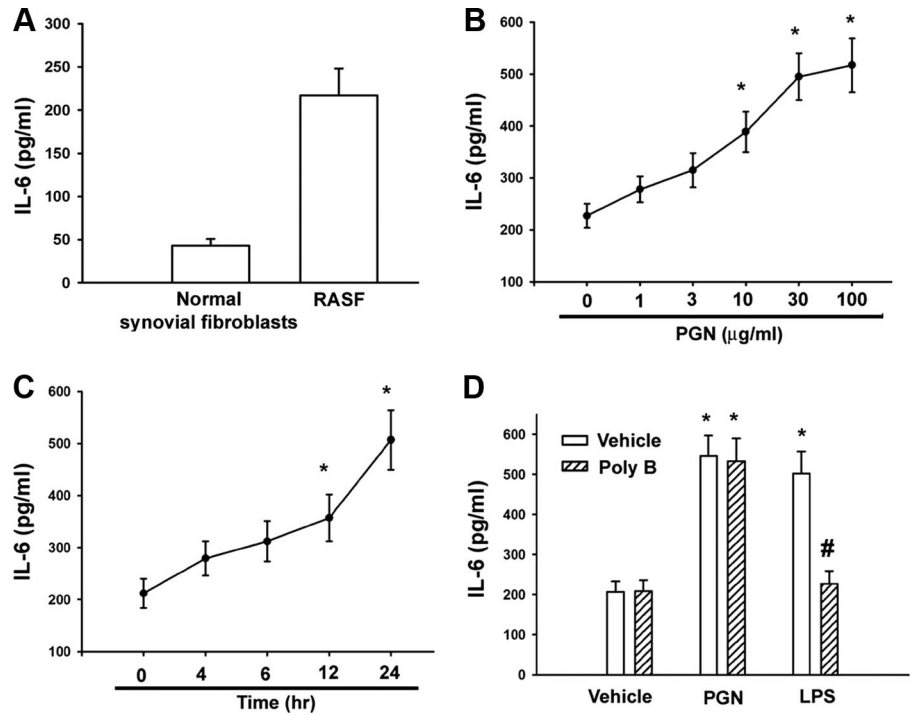 A
300
250
200
150
100
50
0
IL-6 (pg/ml)
Normal
synovial fibroblasts
RASF
B
600
500
400
300
200
100
IL-6 (pg/ml)
* * *
0 1 3 10 30 100
PGN (μg/ml)
C
600
500
400
300
200
100
IL-6 (pg/ml)
* *
0 4 6 12 24
Time (hr)
D
600
500
400
300
200
100
0
IL-6 (pg/ml)
Vehicle
Poly B
* * * #
Vehicle PGN LPS